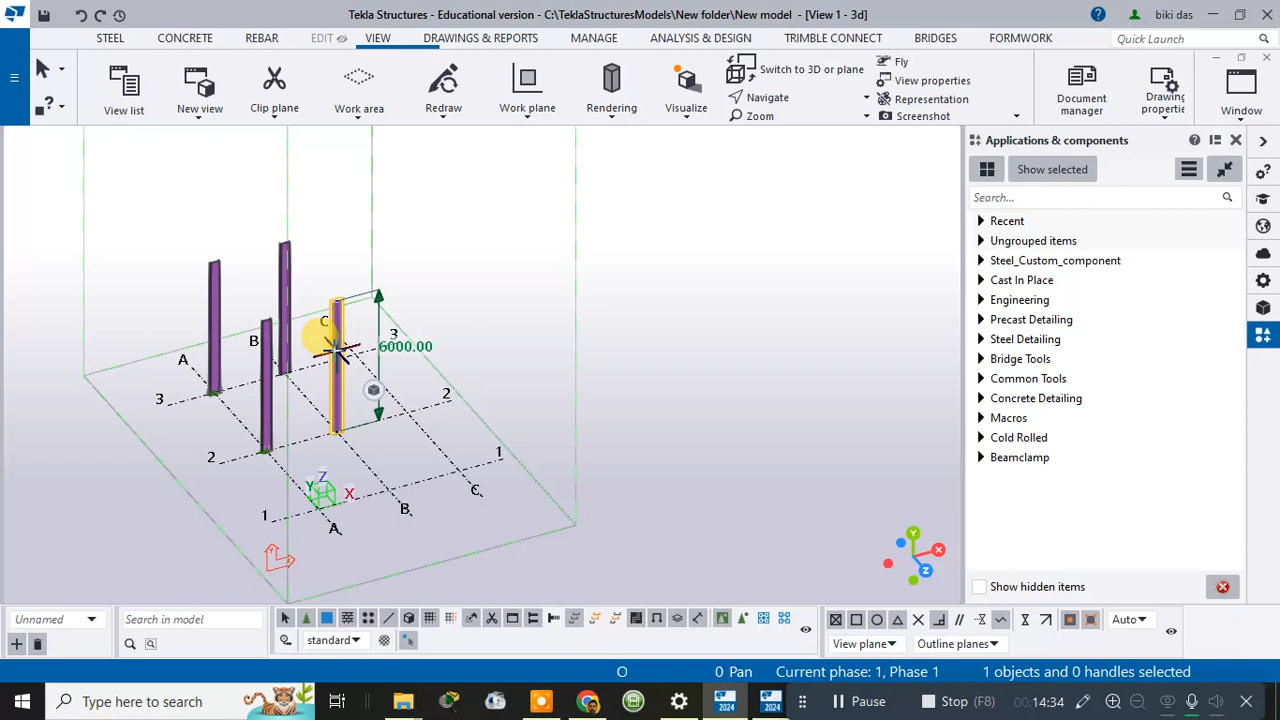 Tekla Structures - Educational version - C:\TeklaStructuresModels\New folder\New model - [View 1 - 3d]
biki das
STEEL CONCRETE REBAR EDIT VIEW DRAWINGS & REPORTS MANAGE ANALYSIS & DESIGN TRIMBLE CONNECT BRIDGES FORMWORK Quick Launch
View list
New view
Clip plane
Work area
Redraw
Work plane
Rendering
Visualize
Switch to 3D or plane
Navigate
Zoom
Fly
View properties
Representation
Screenshot
Document manager
Drawing properti
Window
Applications & components
Show selected
Search...
Recent
Ungrouped items
Steel_Custom_component
Cast In Place
Engineering
Precast Detailing
Steel Detailing
Bridge Tools
Common Tools
Concrete Detailing
Macros
Cold Rolled
Beamclamp
Show hidden items
C
B
A
3
6000.00
3
2
2
1
Z
Y
X
C
B
1
A
Y
X
Z
Unnamed
Search in model
standard
Auto
View plane
Outline planes
O 0 Pan Current phase: 1, Phase 1 1 objects and 0 handles selected
Type here to search
2024
2024
Pause
Stop (F8)
00:14:34